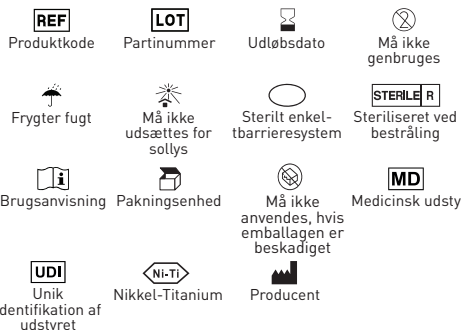 REF
LOT
Produktkode
Partinummer
Udløbsdato
Må ikke
genbruges
2
STERILE R
Frygter fugt
Må ikke
udsættes for
sollys
Sterilt enkel-
tbarrieresystem
Steriliseret ved
bestråling
i
MD
Brugsanvisning
Pakningsenhed
Må ikke
anvendes, hvis
emballagen er
beskadiget
Medicinsk udsty
UDI
Ni-Ti
Unik
dentifikation af
udstyret
Nikkel-Titanium
Producent